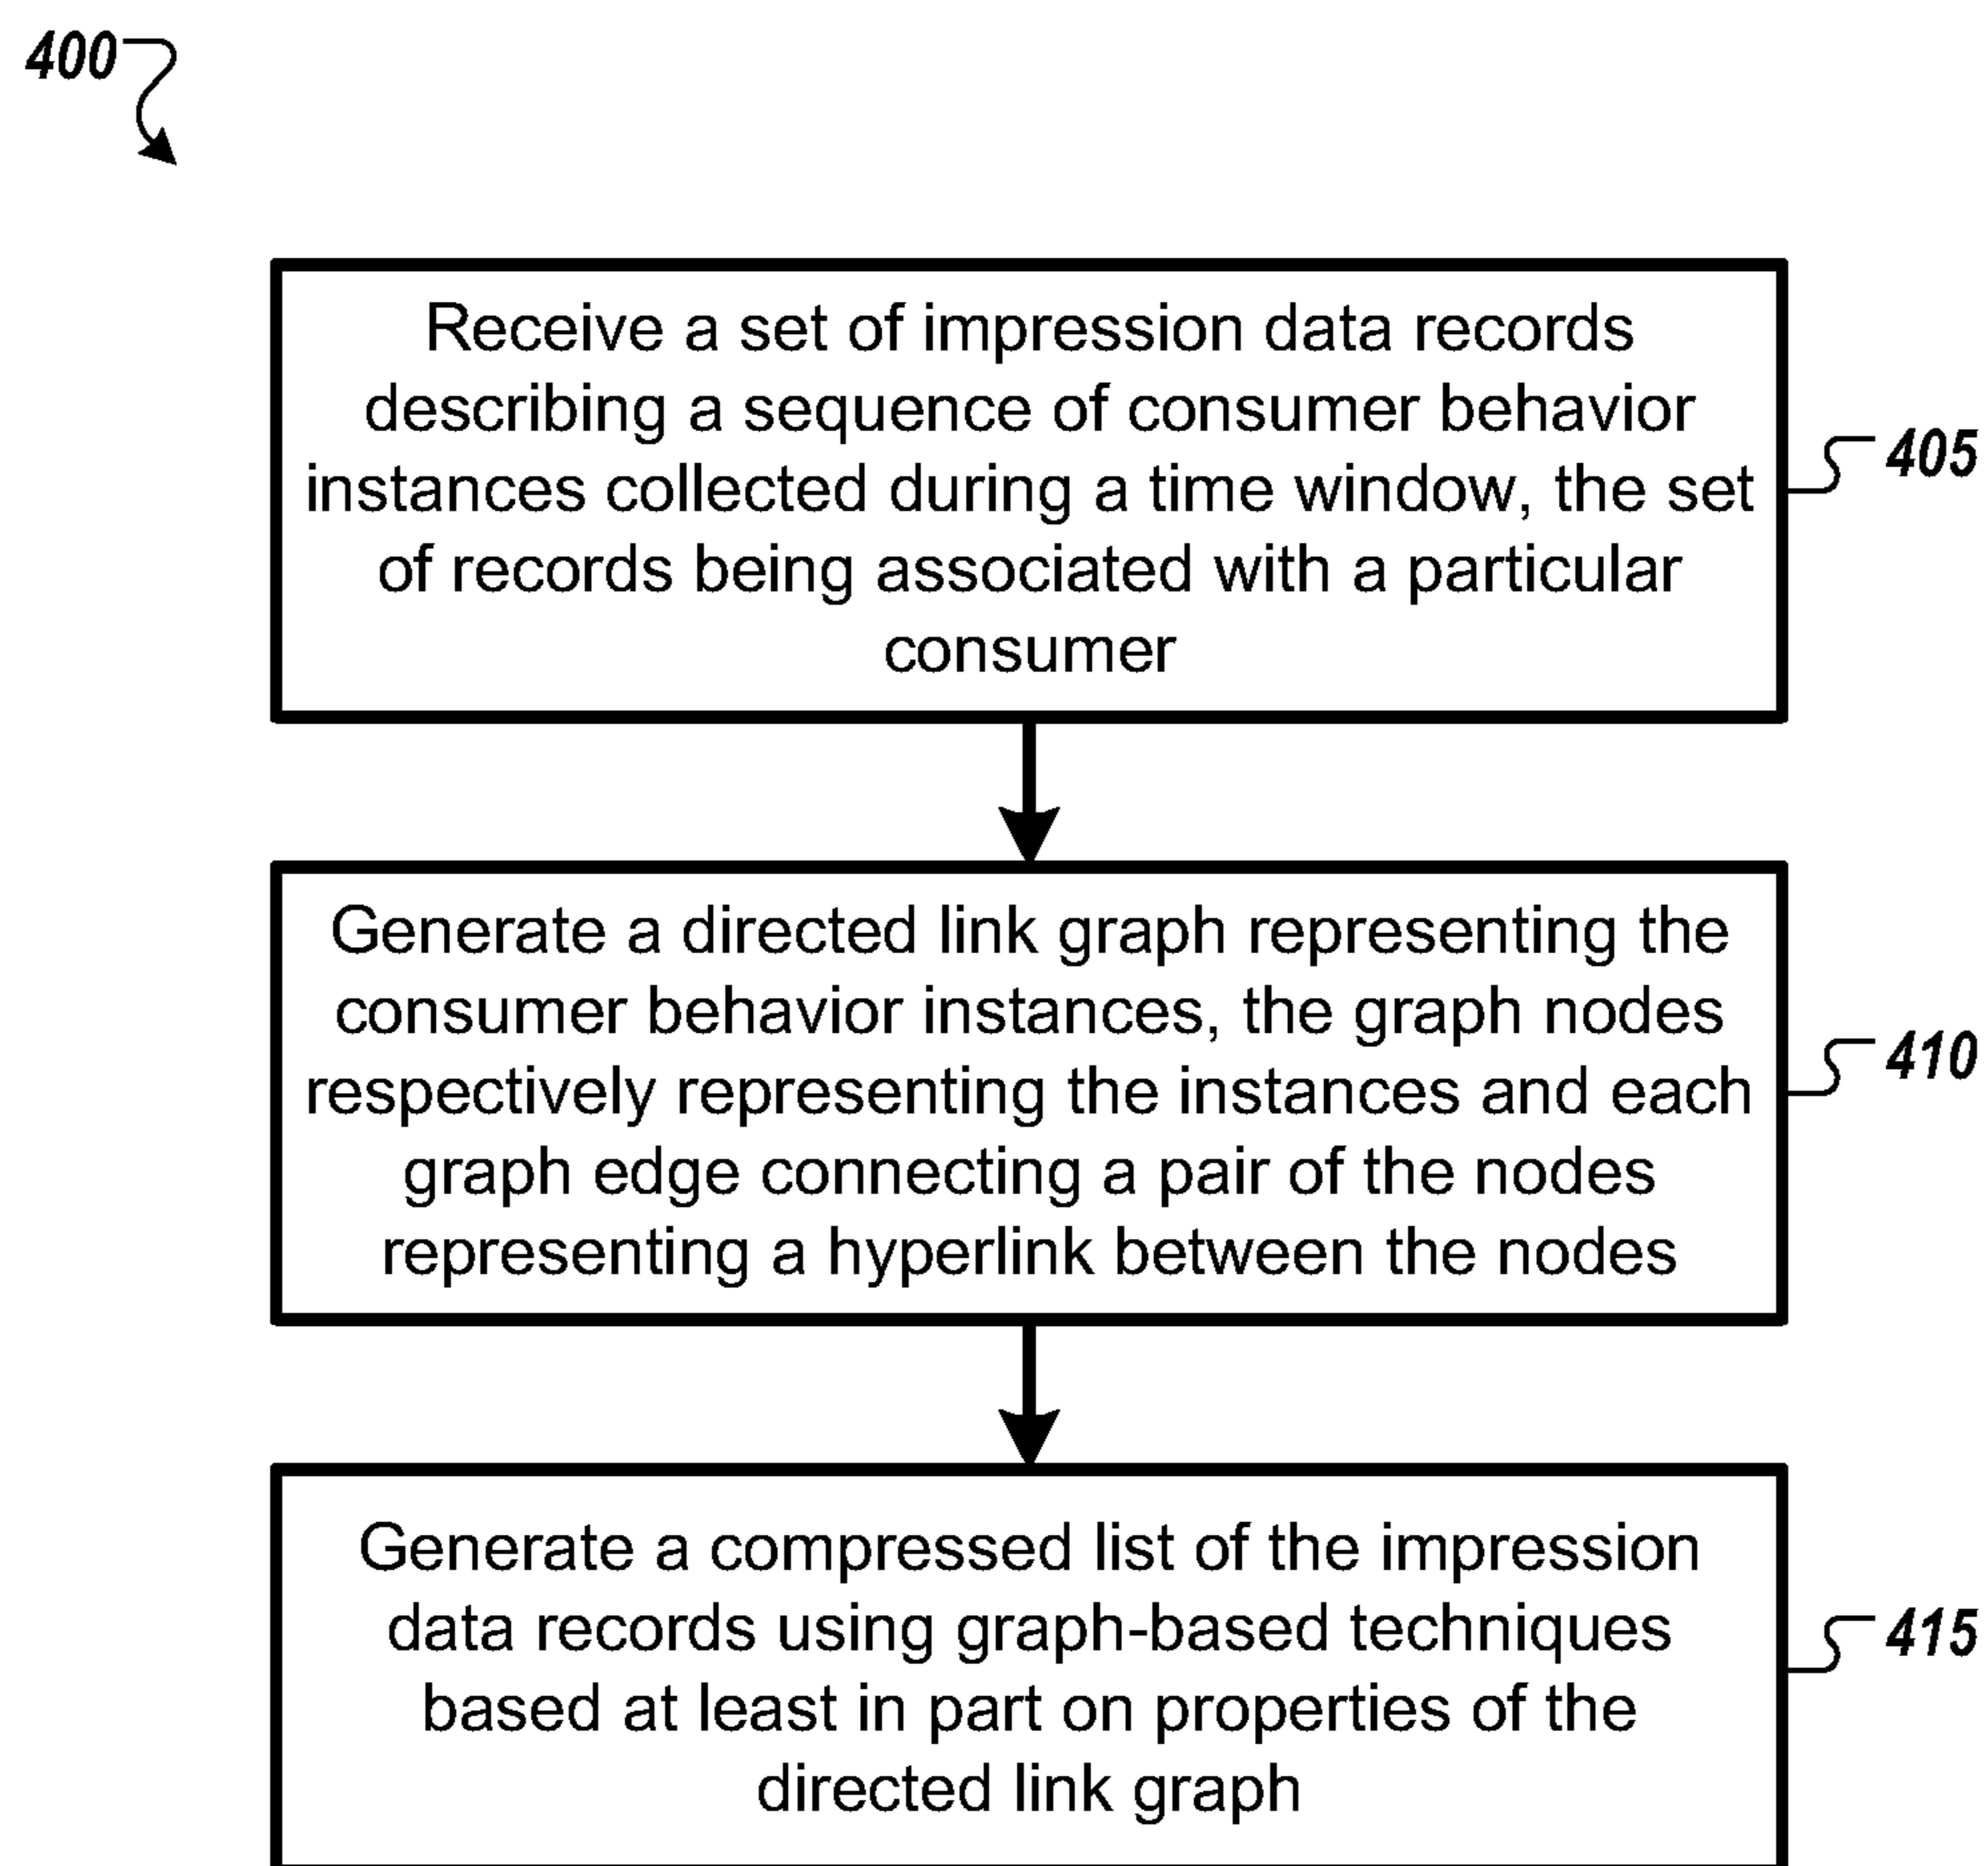 400
Receive a set of impression data records
describing a sequence of consumer behavior
instances collected during a time window, the set
of records being associated with a particular
consumer
405
Generate a directed link graph representing the
consumer behavior instances, the graph nodes
respectively representing the instances and each
graph edge connecting a pair of the nodes
representing a hyperlink between the nodes
410
Generate a compressed list of the impression
data records using graph-based techniques
based at least in part on properties of the
directed link graph
415